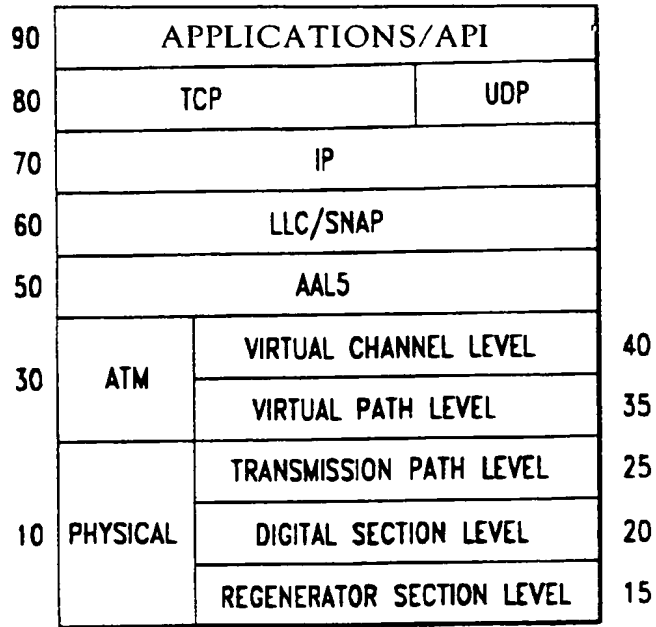 90 APPLICATIONS/API
80 TCP UDP
70 IP
60 LLC/SNAP
50 AAL5
VIRTUAL CHANNEL LEVEL 40
30 ATM
VIRTUAL PATH LEVEL 35
TRANSMISSION PATH LEVEL 25
10 PHYSICAL DIGITAL SECTION LEVEL 20
REGENERATOR SECTION LEVEL 15